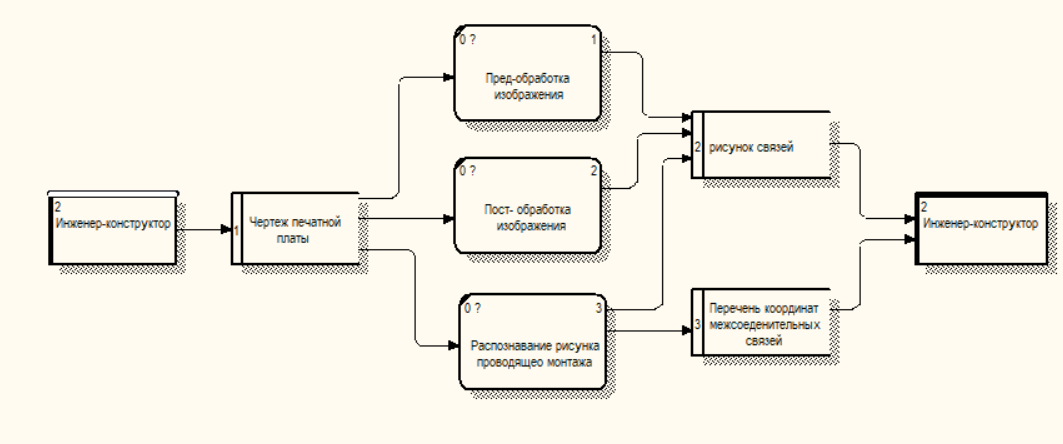 0 ? 1
Пред-обработка
изображения
2
Инженер-конструктор
1
Чертеж печатной
платы
0 ? 2
Пост- обработка
изображения
0 ? 3
Распознавание рисунка
проводящео монтажа
2
рисунок связей
3
Перечень координат
межсоеденительных
связей
2
Инженер-конструктор